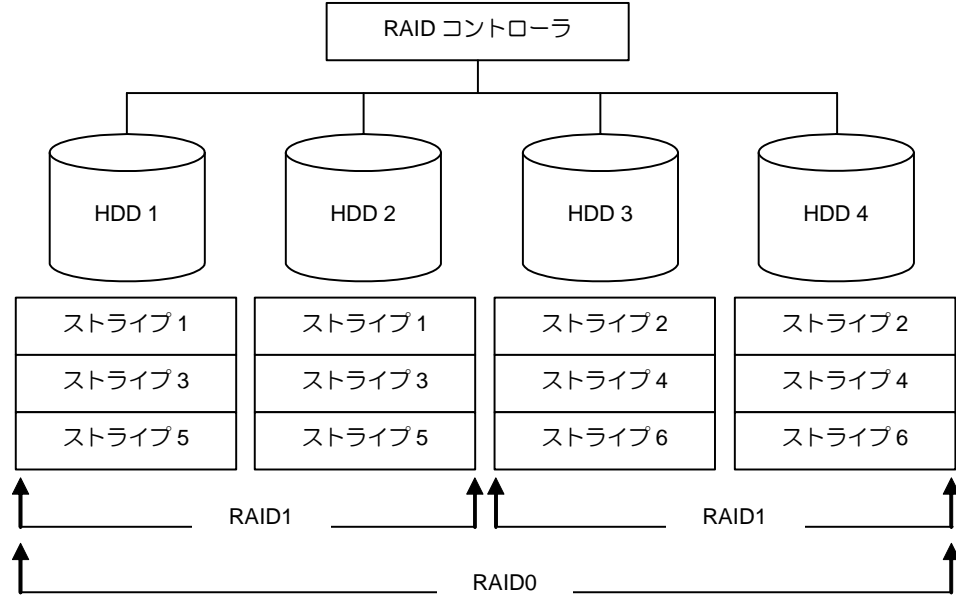 RAID コントローラ
HDD 1
HDD 2
HDD 3
HDD 4
ストライプ 1
ストライプ 1
ストライプ 2
ストライプ 2
ストライプ 3
ストライプ 3
ストライプ 4
ストライプ 4
ストライプ 5
ストライプ 5
ストライプ 6
ストライプ 6
RAID1
RAID1
RAID0